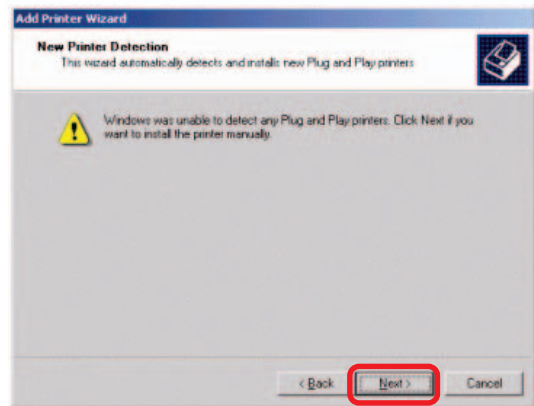 Add Printer Wizard
New Printer Detection
This wizard automatically detects and installs new Plug and Play printers
Windows was unable to detect any Plug and Play printers. Click Next if you
want to install the printer manually.
< Back
Next >
Cancel